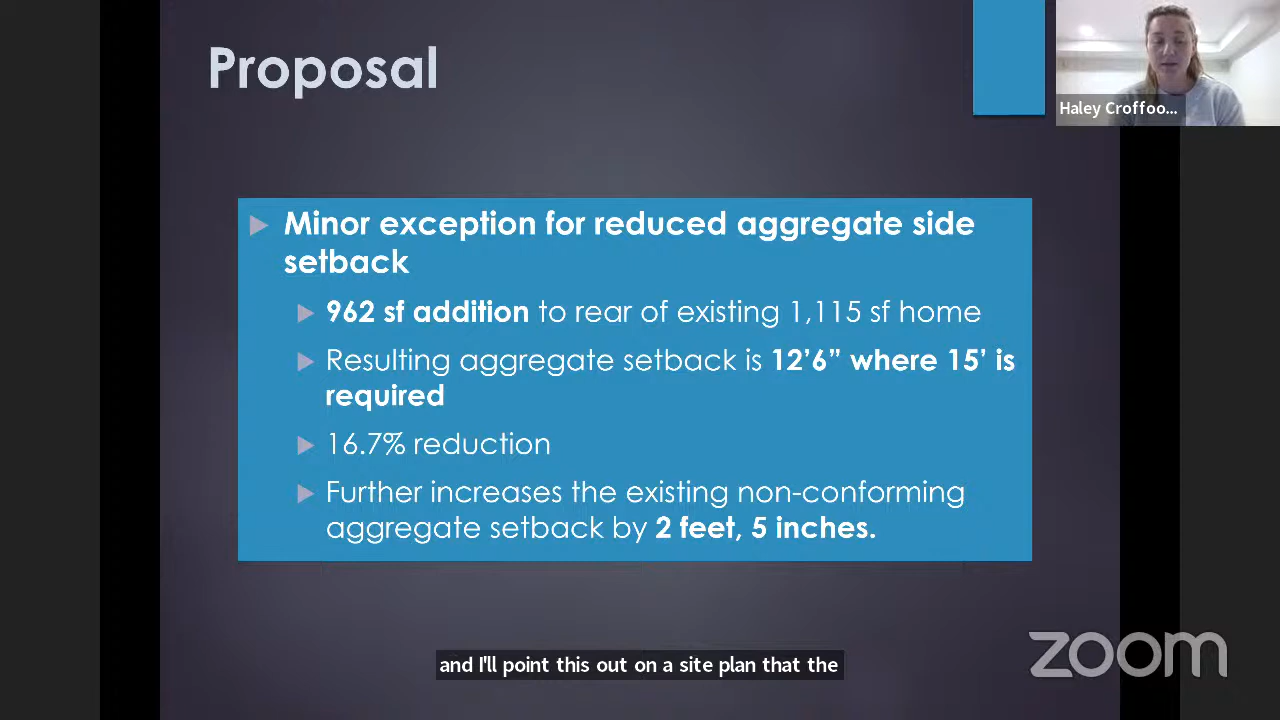 Proposal
Haley Croffoo...
Minor exception for reduced aggregate side
setback
962 sf addition to rear of existing 1,115 sf home
Resulting aggregate setback is 12’6” where 15’ is
required
16.7% reduction
Further increases the existing non-conforming
aggregate setback by 2 feet, 5 inches.
and I'll point this out on a site plan that the
zoom